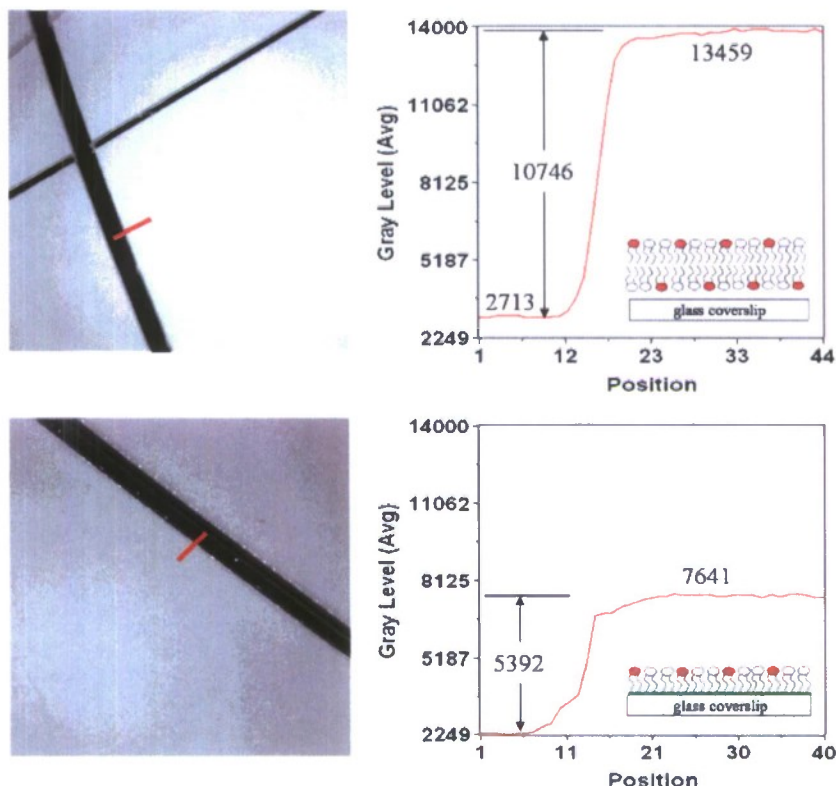 14000
13459
11062
Gray Level (Avg)
10746
8125
5187
2713
glass coverslip
2249
1 12 23 33 44
Position
14000
11062
Gray Level (Avg)
8125
7641
5392
5187
glass coverslip
2249
1 11 21 30 40
Position